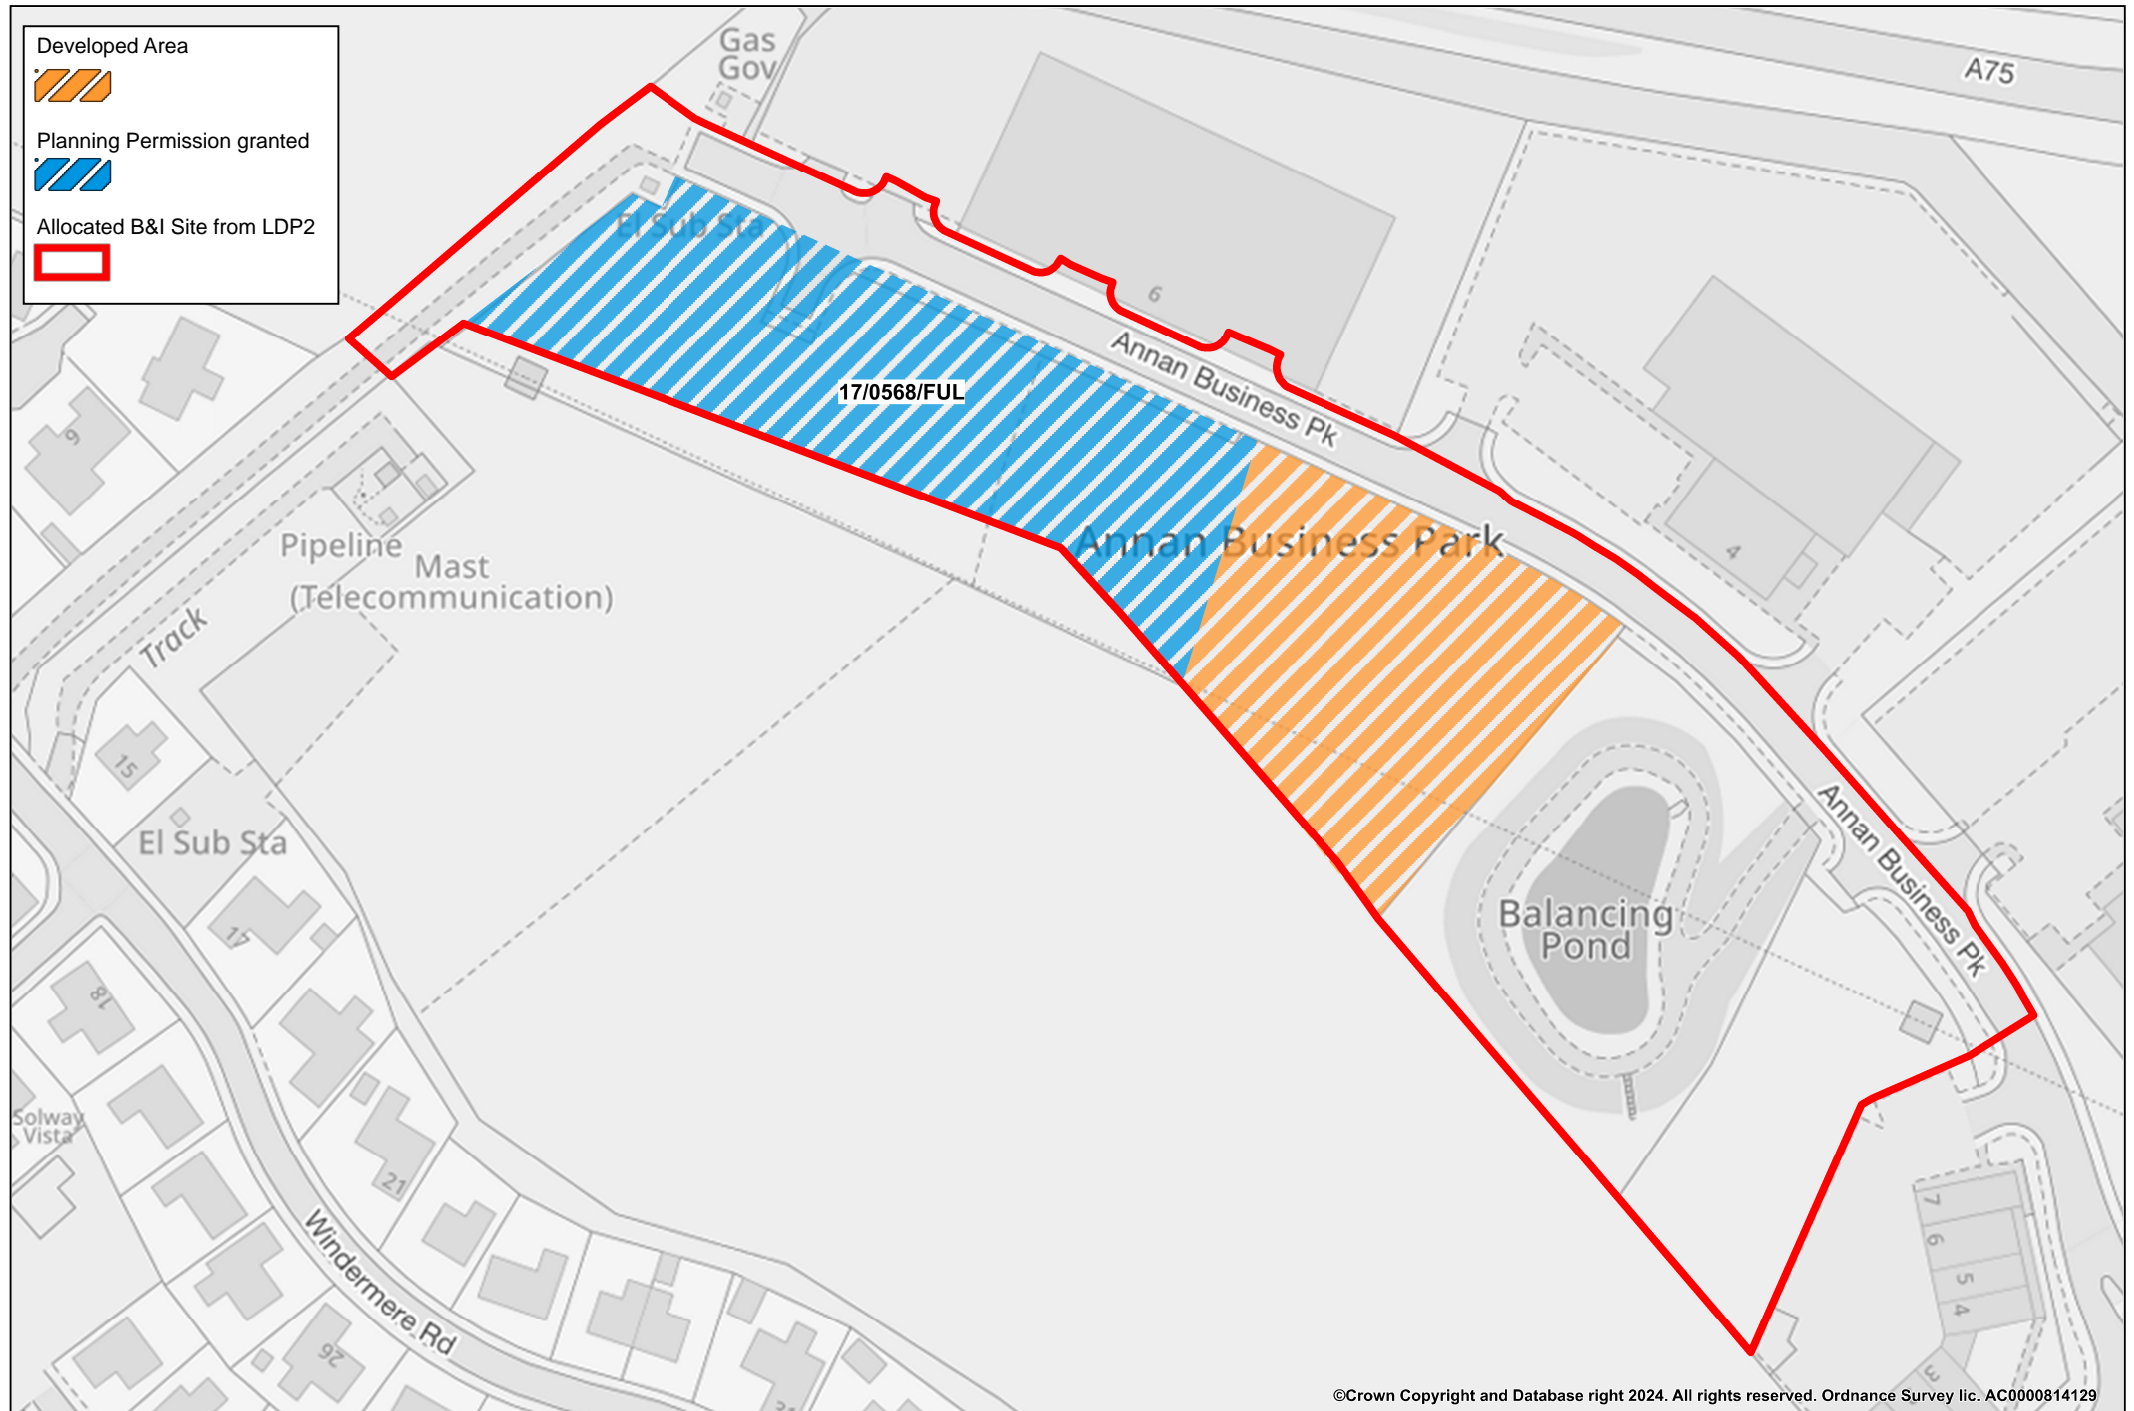 Developed Area
Planning Permission granted
Allocated B&I Site from LDP2
Gas
Gov
A75
El Sub Sta
6
Annan Business Pk
17/0568/FUL
9
Annan Business Park
4
Pipeline
Mast
(Telecommunication)
Track
15
El Sub Sta
Annan Business Pk
Balancing
Pond
17
18
Solway
Vista
21
7
6
5
4
3
Windermere Rd
26
©Crown Copyright and Database right 2024. All rights reserved. Ordnance Survey lic. AC0000814129